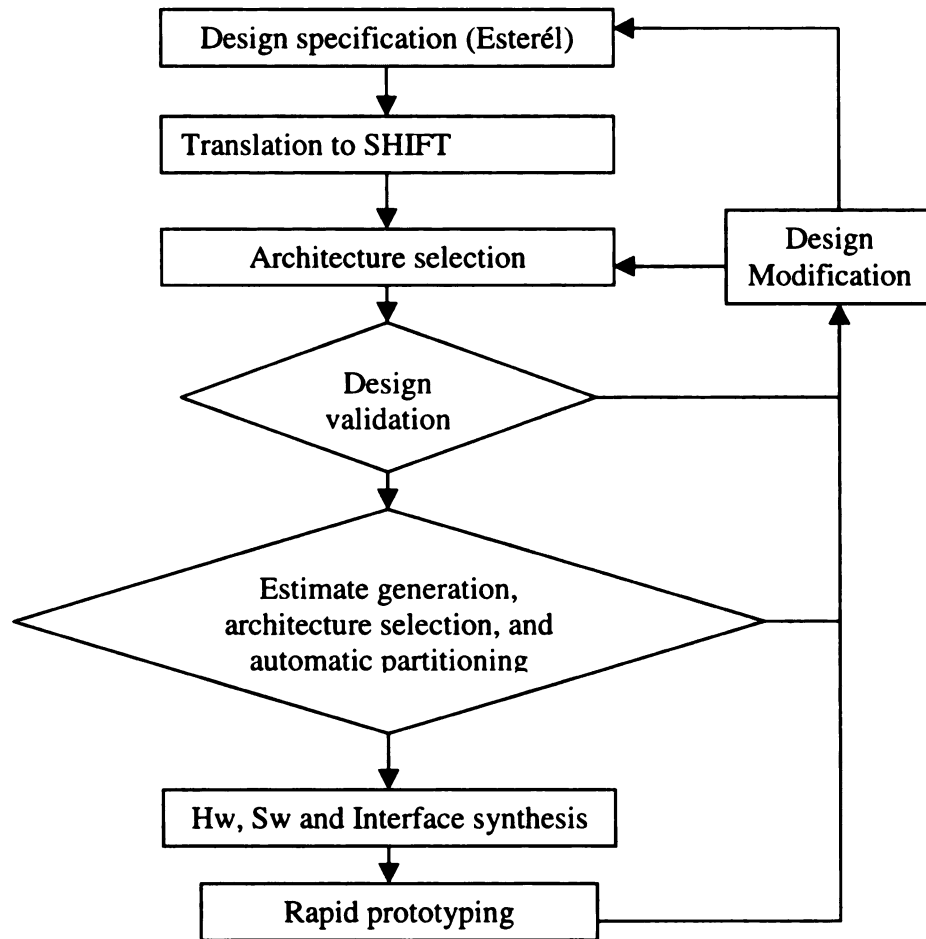 Design specification (Esterél)
Translation to SHIFT
Architecture selection
Design
Modification
Design
validation
Estimate generation,
architecture selection, and
automatic partitioning
Hw, Sw and Interface synthesis
Rapid prototyping